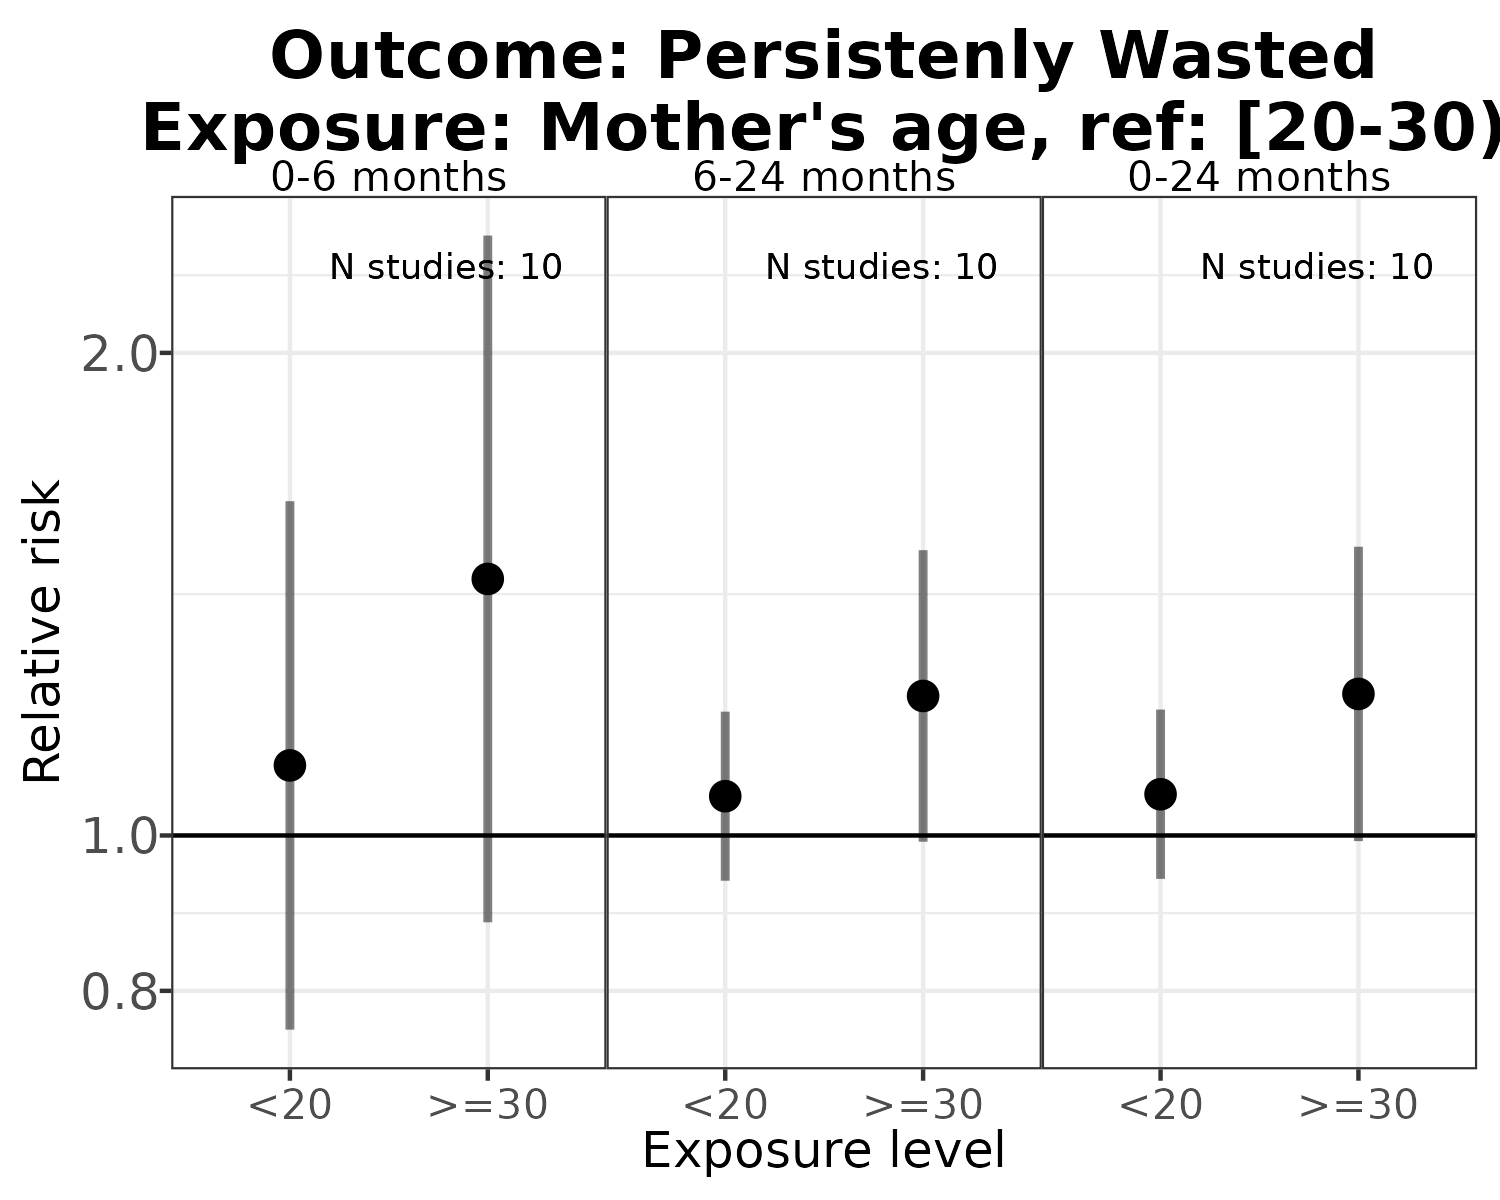 Outcome: Persistenly Wasted
Exposure: Mother's age, ref: [20-30)
0-6 months 6-24 months 0-24 months
N studies: 10 N studies: 10 N studies: 10
2.0
1.0
0.8
Relative risk
<20 >=30 <20 >=30 <20 >=30
Exposure level